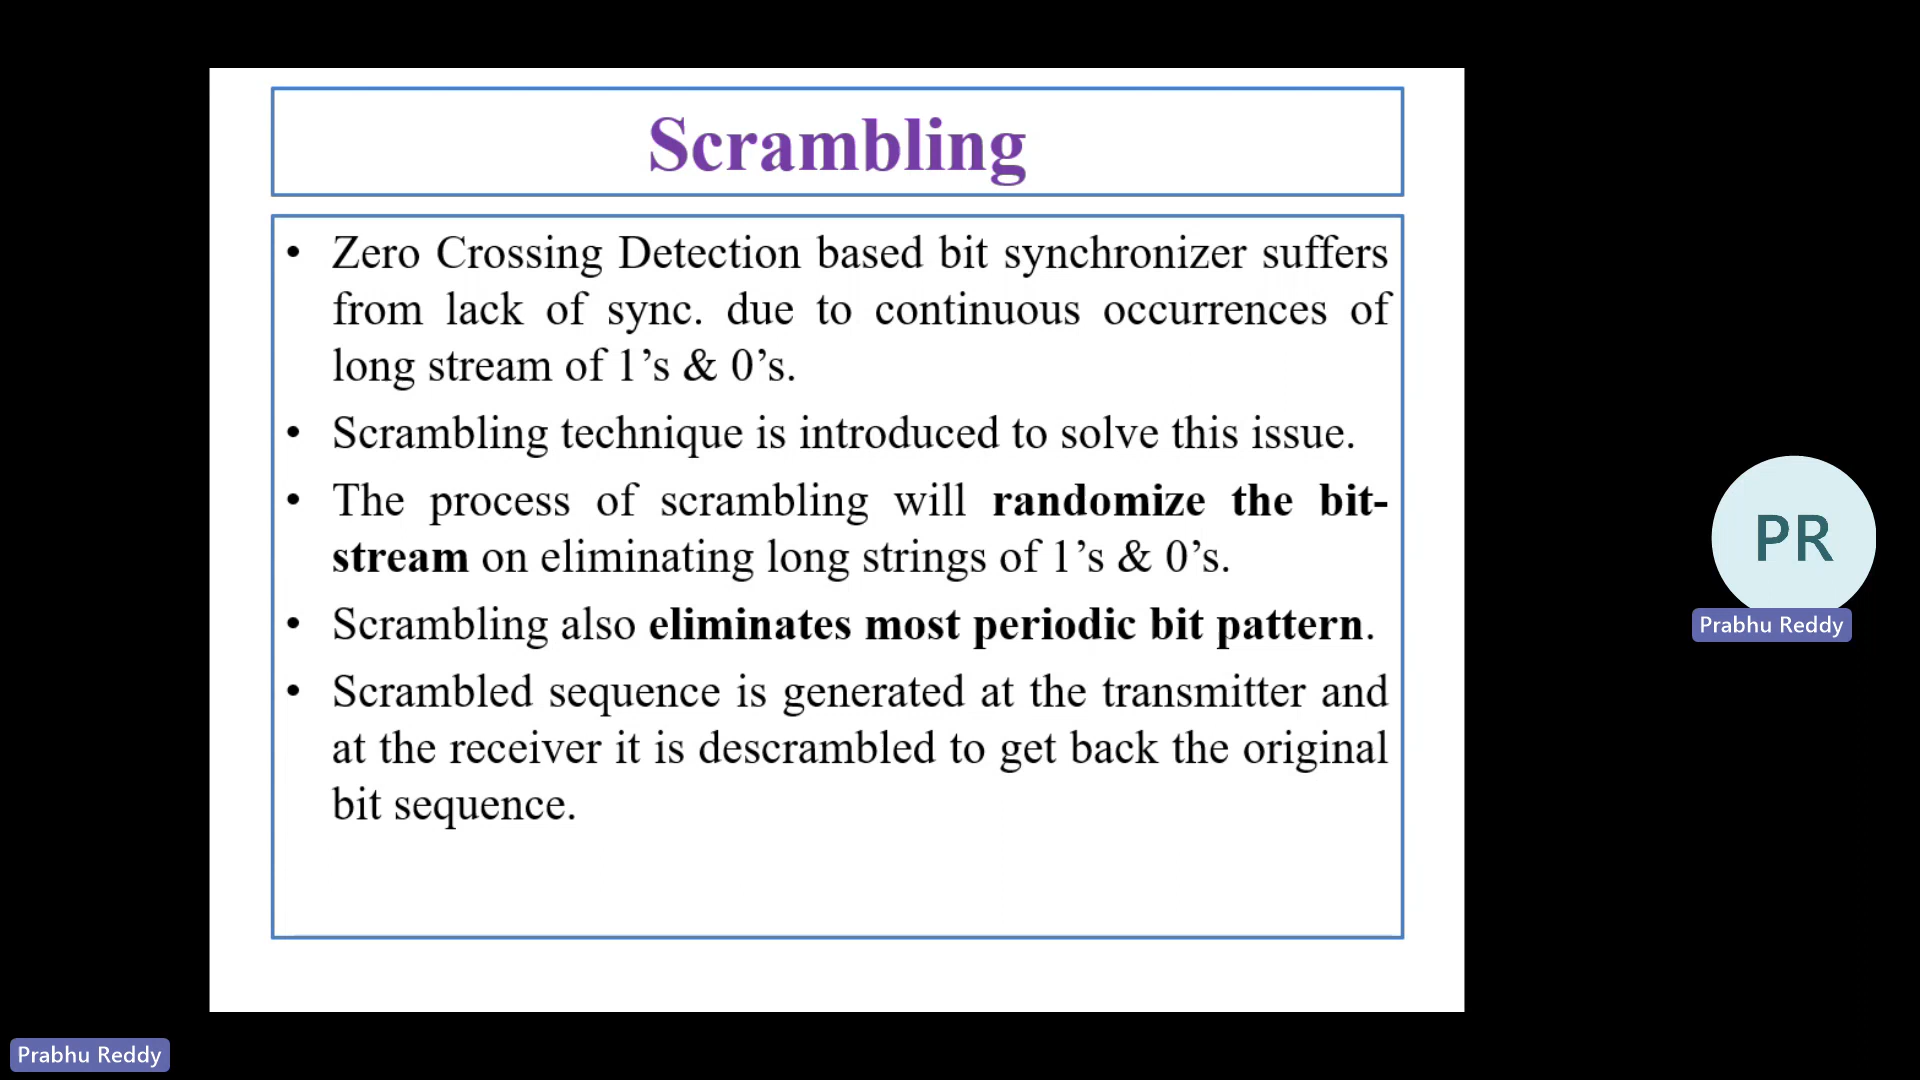 Scrambling
• Zero Crossing Detection based bit synchronizer suffers
from lack of sync. due to continuous occurrences of
long stream of 1’s & 0’s.
• Scrambling technique is introduced to solve this issue.
• The process of scrambling will randomize the bit-
stream on eliminating long strings of 1’s & 0’s.
• Scrambling also eliminates most periodic bit pattern.
• Scrambled sequence is generated at the transmitter and
at the receiver it is descrambled to get back the original
bit sequence.
PR
Prabhu Reddy
Prabhu Reddy